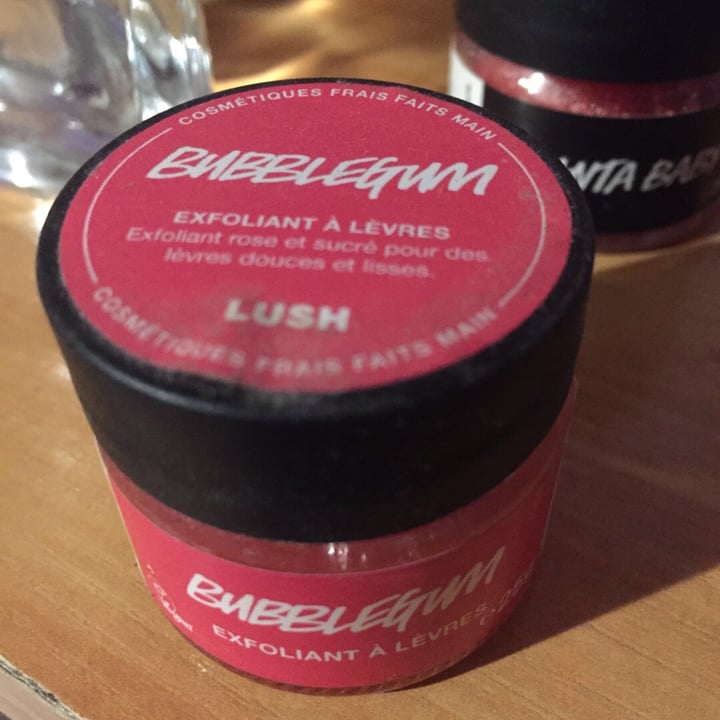 COSMÉTIQUES FRAIS FAITS MAIN
BUBBLEGUM
EXFOLIANT À LÈVRES
Exfoliant rose et sucré pour des
lèvres douces et lisses.
LUSH
COSMÉTIQUES FRAIS FAITS MAIN
BUBBLEGUM
EXFOLIANT À LÈVRES